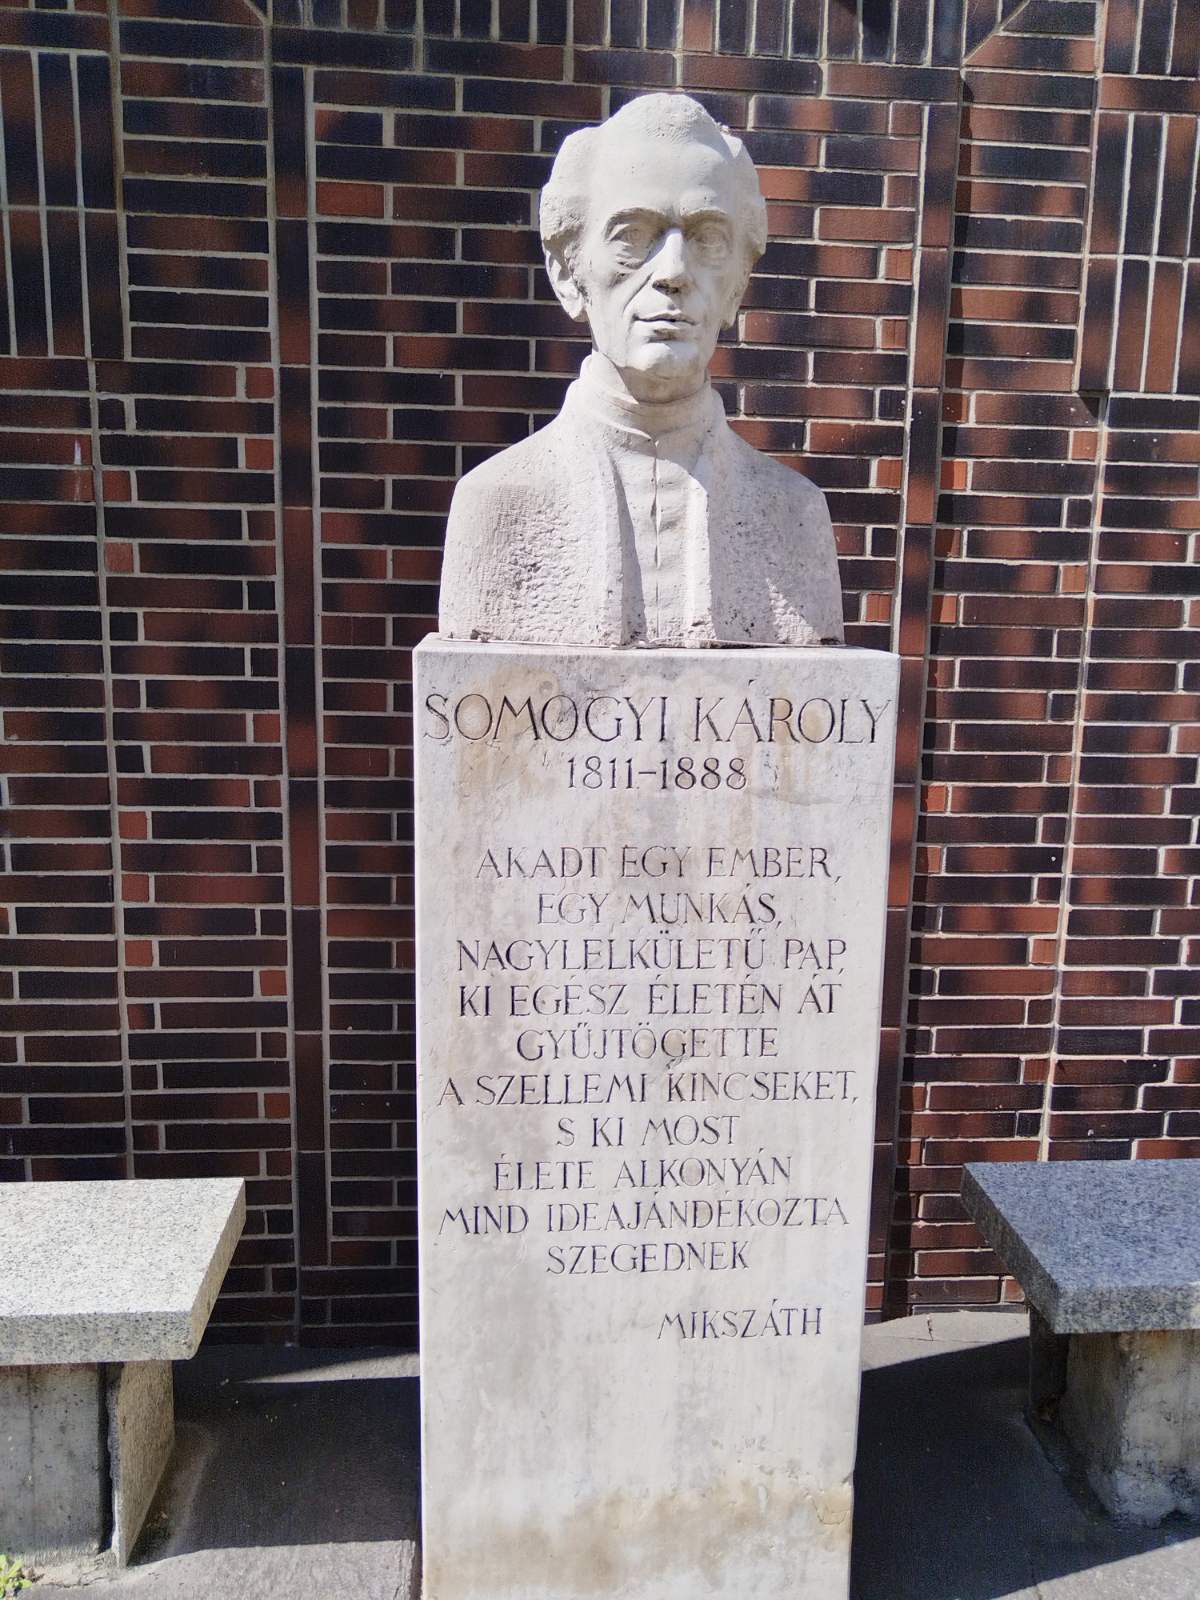 SOMOGYI KÁROLY
1811–1888
AKADT EGY EMBER,
EGY MUNKÁS,
NAGYLELKÜLETŰ PAP,
KI EGÉSZ ÉLETÉN ÁT
GYŰJTÖGETTE
A SZELLEMI KINCSEKET,
S KI MOST
ÉLETE ALKONYÁN
MIND IDEAJÁNDÉKOZTA
SZEGEDNEK
MIKSZÁTH